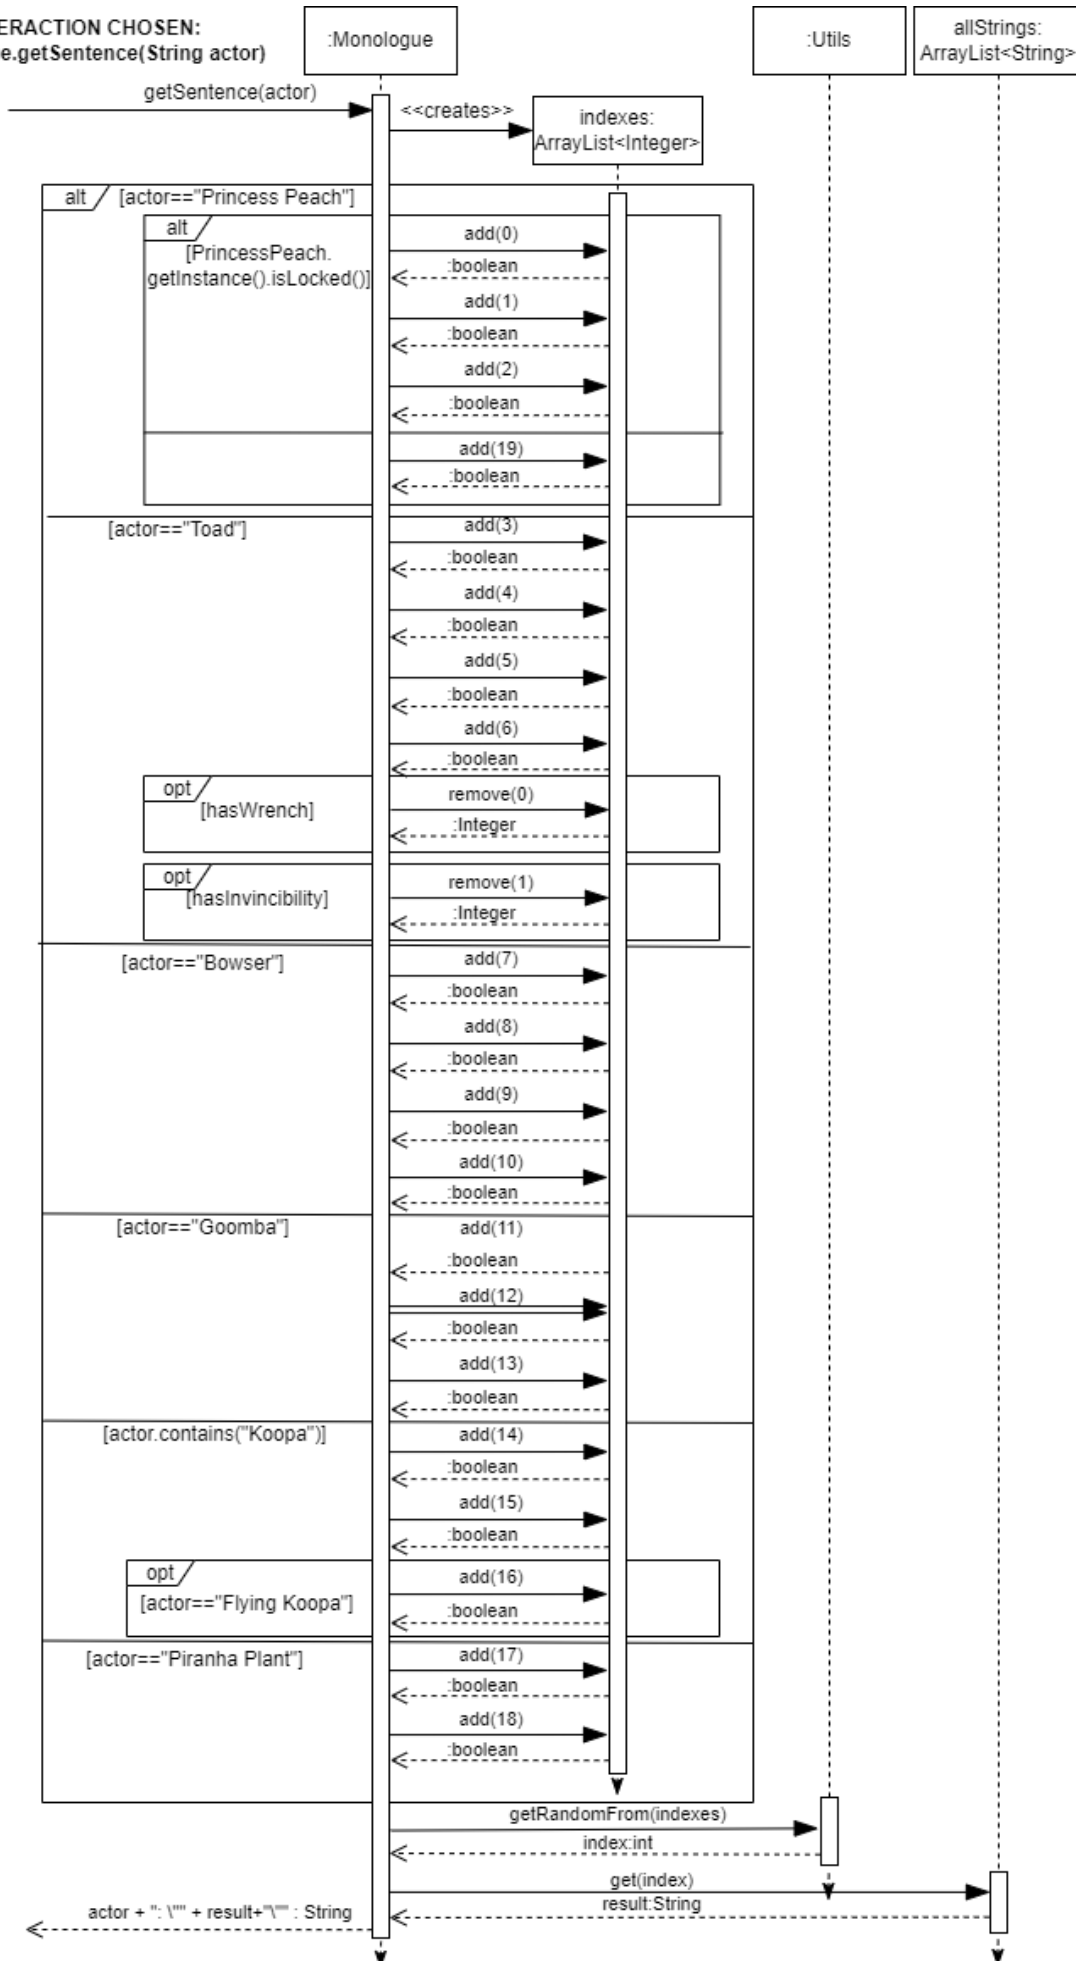 ERACTION CHOSEN:
e.getSentence(String actor)
:Monologue
:Utils
allStrings:
ArrayList<String>
getSentence(actor)
<<creates>>
indexes:
ArrayList<Integer>
alt
[actor=="Princess Peach"]
alt
[PrincessPeach.
getInstance().isLocked()]
add(0)
:boolean
add(1)
:boolean
add(2)
:boolean
add(19)
:boolean
[actor=="Toad"]
add(3)
:boolean
add(4)
:boolean
add(5)
:boolean
add(6)
:boolean
opt
[hasWrench]
remove(0)
:Integer
opt
[hasInvincibility]
remove(1)
:Integer
[actor=="Bowser"]
add(7)
:boolean
add(8)
:boolean
add(9)
:boolean
add(10)
:boolean
[actor=="Goomba"]
add(11)
:boolean
add(12)
:boolean
add(13)
:boolean
[actor.contains("Koopa")]
add(14)
:boolean
add(15)
:boolean
opt
[actor=="Flying Koopa"]
add(16)
:boolean
[actor=="Piranha Plant"]
add(17)
:boolean
add(18)
:boolean
getRandomFrom(indexes)
index:int
get(index)
result:String
actor + ": \"" + result+"\"" : String